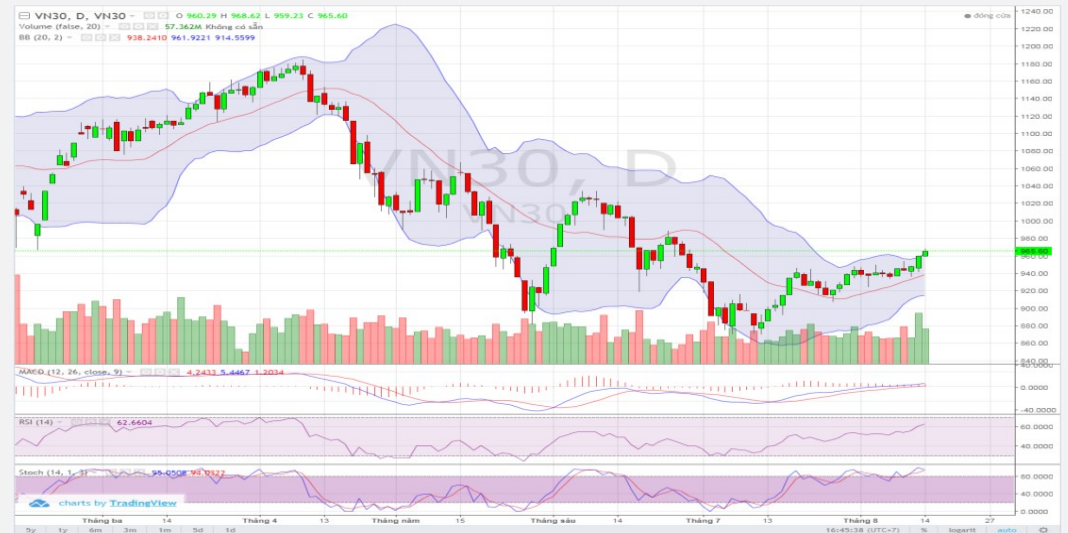 VN30, D, VN30 O 960.29 H 968.62 L 959.23 C 965.60
Volume (false, 20) 57.362M Không có sẵn
BB (20, 2) 938.2410 961.9221 914.5599
đóng cửa
VN30, D
VN30
1240.00
1220.00
1200.00
1180.00
1160.00
1140.00
1120.00
1100.00
1080.00
1060.00
1040.00
1020.00
1000.00
980.00
965.60
960.00
940.00
920.00
900.00
880.00
860.00
840.00
MACD (12, 26, close, 9) 4.2433 5.4467 1.2034
40.0000
0.0000
-40.0000
RSI (14) 62.6604
60.0000
40.0000
Stoch (14, 1, 3) 95.0508 94.0322
80.0000
40.0000
0.0000
charts by TradingView
Tháng ba 14 Tháng 4 13 Tháng năm 15 Tháng sáu 14 Tháng 7 13 Tháng 8 14 27
5y 1y 6m 3m 1m 5d 1d 16:45:38 (UTC+7) % logarit auto